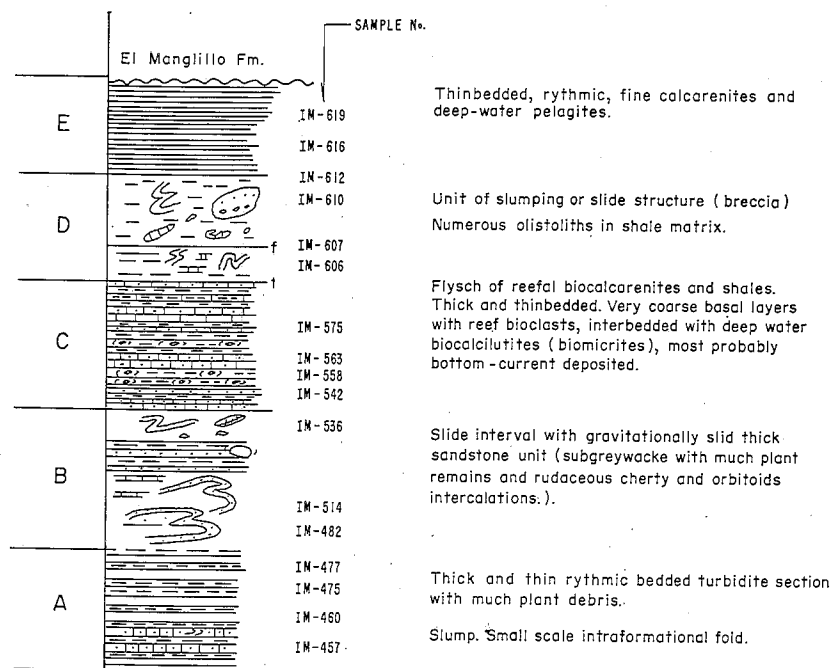 SAMPLE No.
El Manglillo Fm.
E
IM-619
IM-616
Thinbedded, rythmic, fine calcarenites and
deep-water pelagites.
IM-612
D
IM-610
f
IM-607
IM-606
Unit of slumping or slide structure (breccia)
Numerous olistoliths in shale matrix.
t
C
IM-575
IM-563
IM-558
IM-542
Flysch of reefal biocalcarenites and shales.
Thick and thinbedded. Very coarse basal layers
with reef bioclasts, interbedded with deep water
biocalcilutites (biomicrites), most probably
bottom-current deposited.
B
IM-536
IM-514
IM-482
Slide interval with gravitationally slid thick
sandstone unit (subgreywacke with much plant
remains and rudaceous cherty and orbitoids
intercalations.).
A
IM-477
IM-475
IM-460
IM-457
Thick and thin rythmic bedded turbidite section
with much plant debris.
Slump. Small scale intraformational fold.